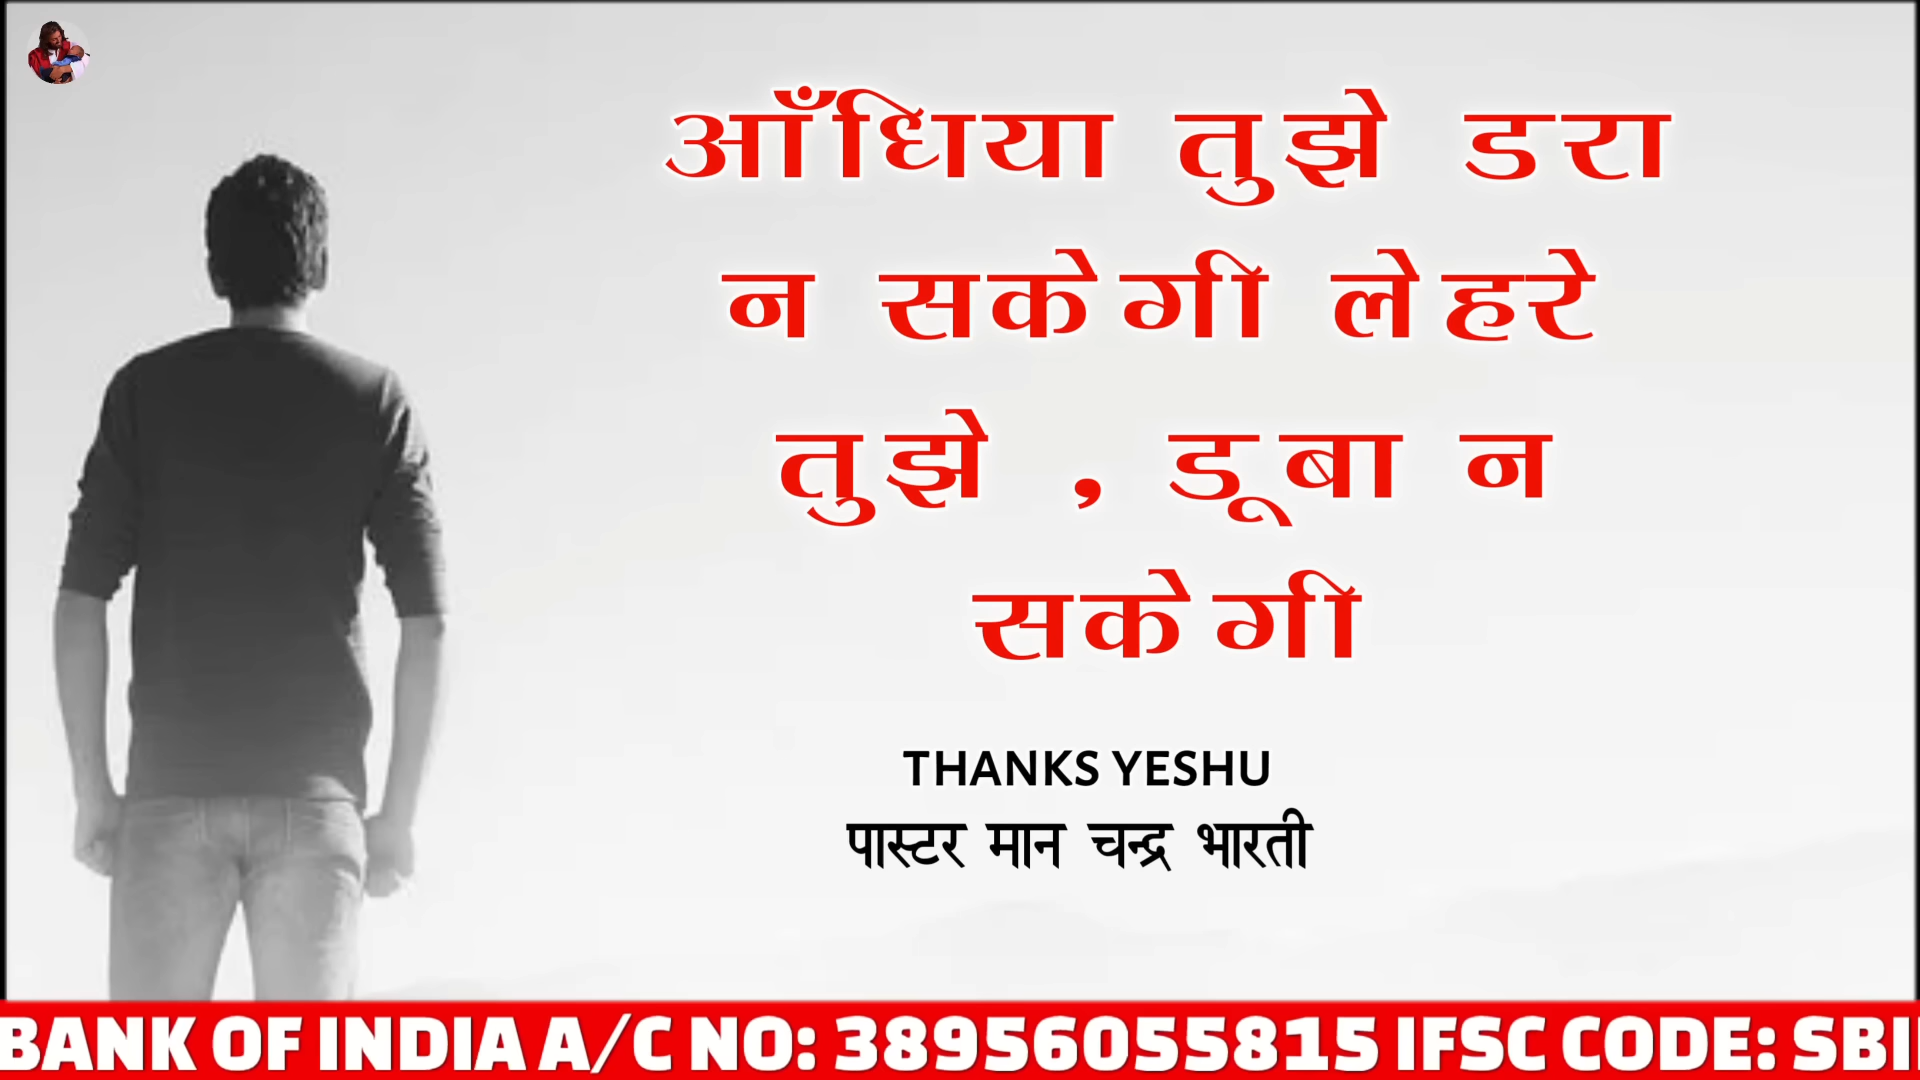 आँधिया तुझे डरा
न सकेगी लेहरे
तुझे , डूबा न
सकेगी
THANKS YESHU
पास्टर मान चन्द्र भारती
BANK OF INDIA A/C NO: 38956055815 IFSC CODE: SBI